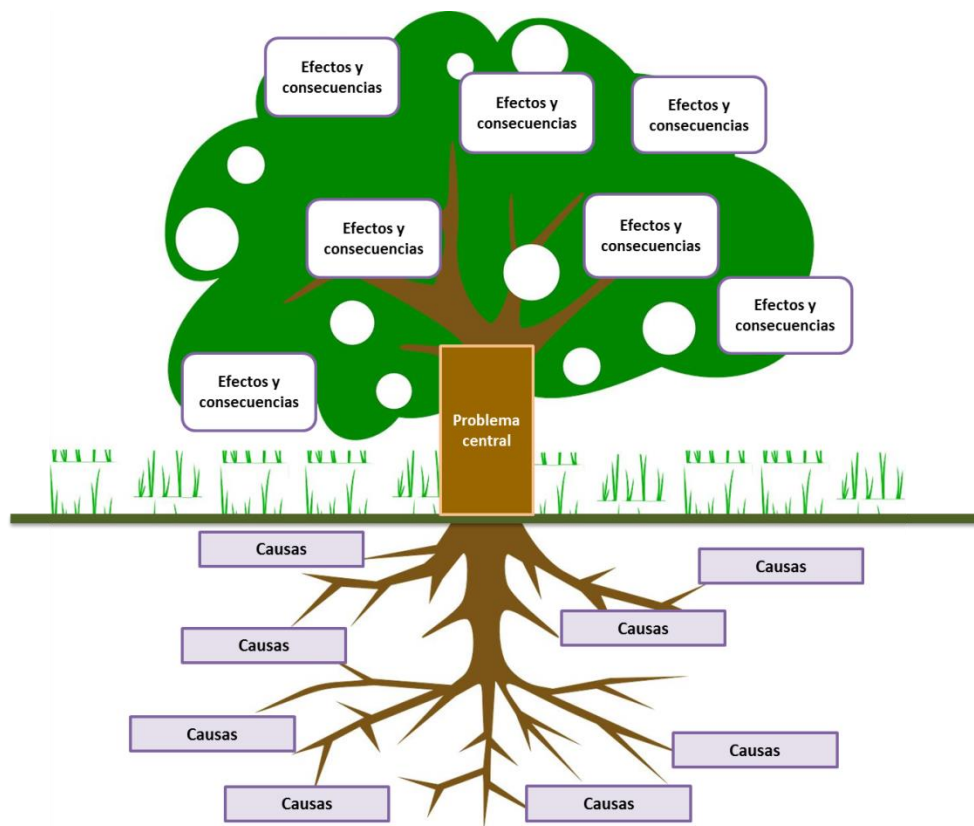 Efectos y
consecuencias
Efectos y
consecuencias
Efectos y
consecuencias
Efectos y
consecuencias
Efectos y
consecuencias
Efectos y
consecuencias
Efectos y
consecuencias
Problema
central
Causas
Causas
Causas
Causas
Causas
Causas
Causas
Causas